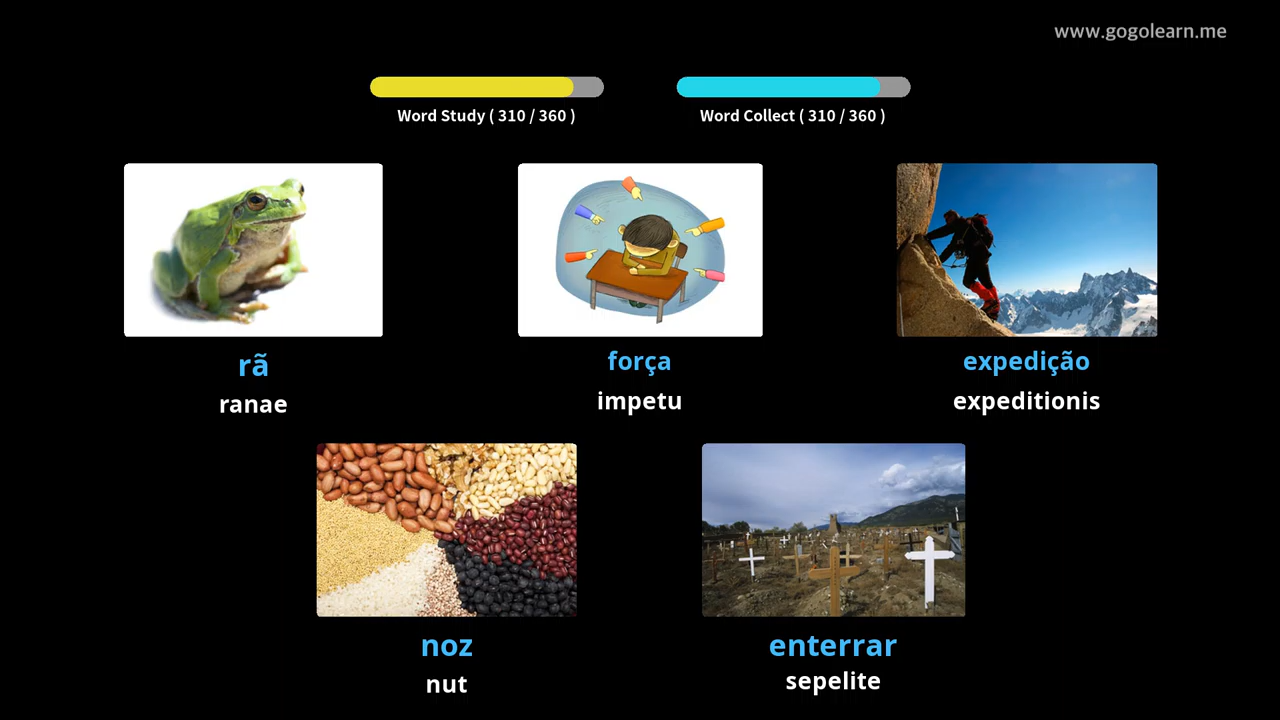 www.gogolearn.me
Word Study ( 310 / 360 )
Word Collect ( 310 / 360 )
rã
força
expedição
ranae
impetu
expeditionis
noz
enterrar
nut
sepelite